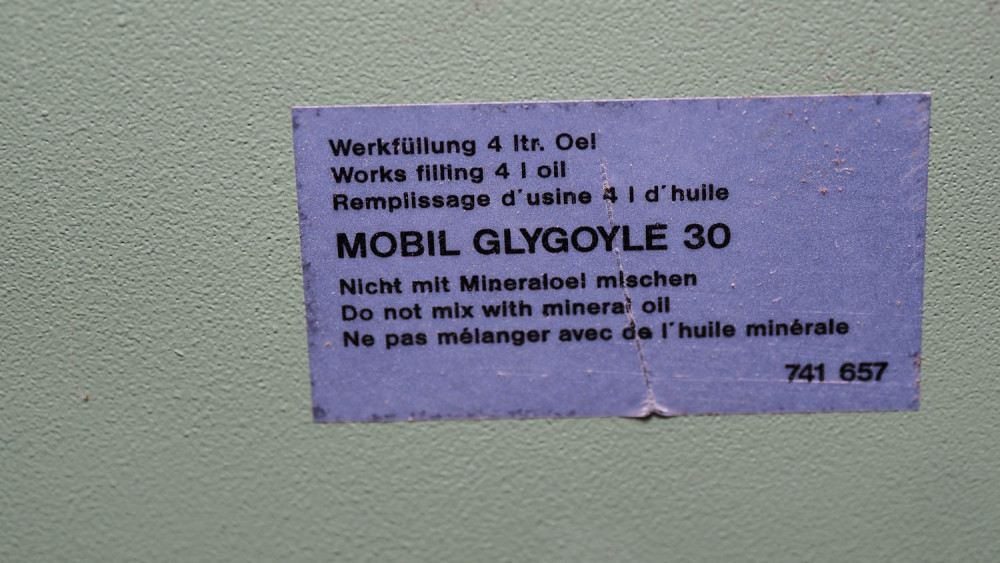 Werkfüllung 4 ltr. Oel
Works filling 4 l oil
Remplissage d'usine 4 l d'huile
MOBIL GLYGOYLE 30
Nicht mit Mineraloel mischen
Do not mix with mineral oil
Ne pas mélanger avec de l'huile minérale
741 657